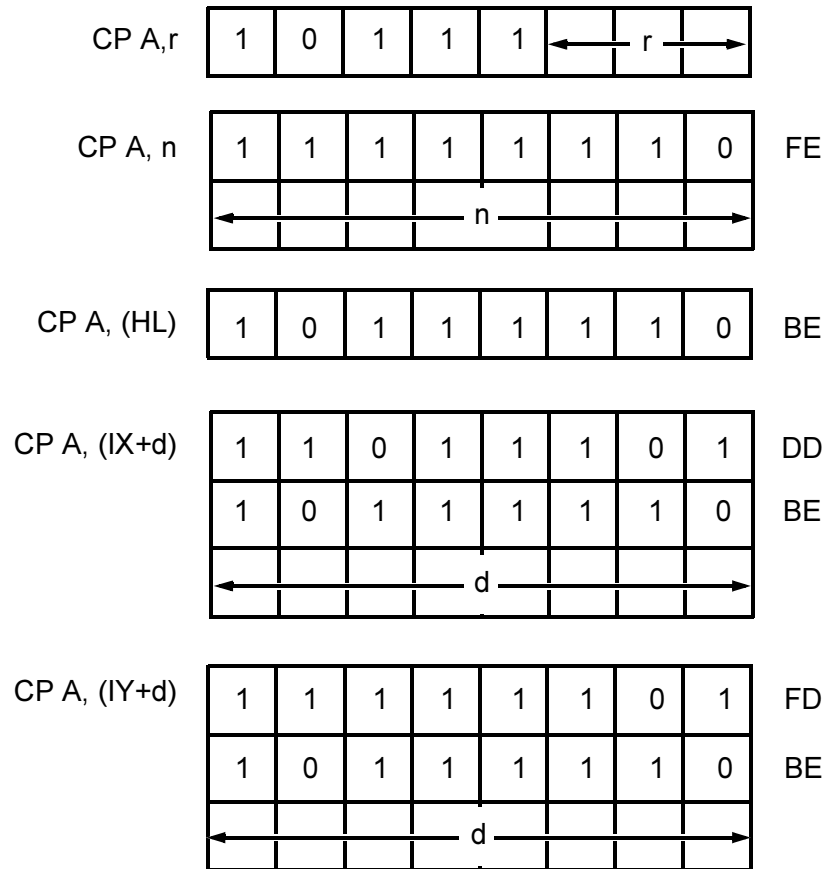 CP A,r 1 0 1 1 1 r
CP A, n 1 1 1 1 1 1 1 0 FE
n
CP A, (HL) 1 0 1 1 1 1 1 0 BE
CP A, (IX+d) 1 1 0 1 1 1 0 1 DD
1 0 1 1 1 1 1 0 BE
d
CP A, (IY+d) 1 1 1 1 1 1 0 1 FD
1 0 1 1 1 1 1 0 BE
d